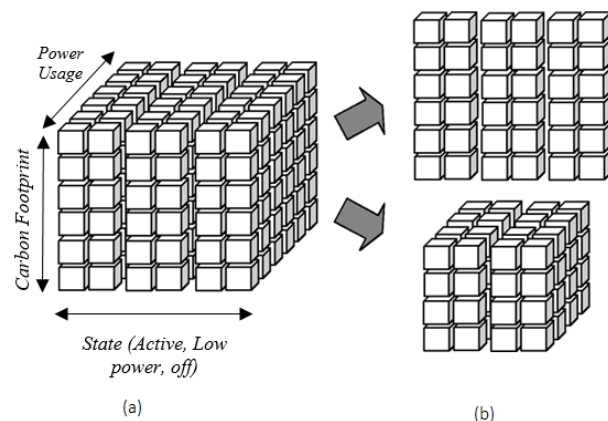 Power
Usage
Carbon Footprint
State (Active, Low
power, off)
(a)
(b)